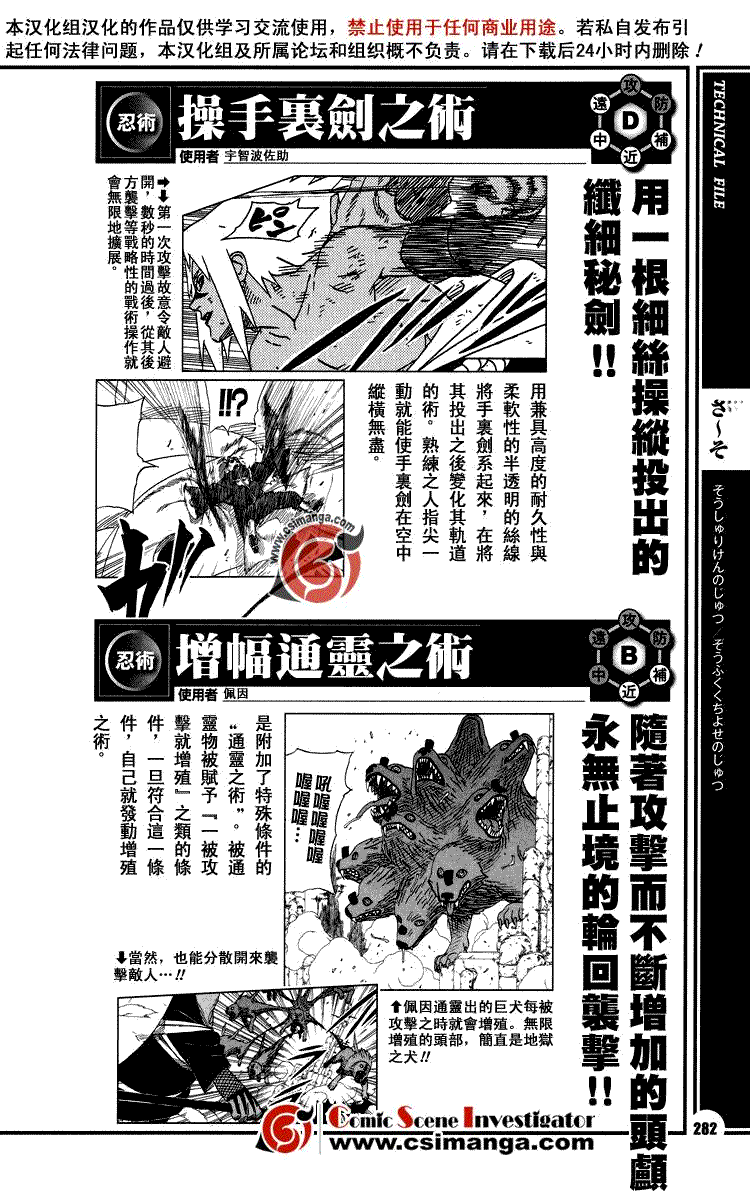 本汉化组汉化的作品仅供学习交流使用，禁止使用于任何商业用途。若私自发布引
起任何法律问题，本汉化组及所属论坛和组织概不负责。请在下载后24小时内删除！
忍術
操手裏劍之術
使用者 宇智波佐助
攻
防
補
近
中
遠
D
TECHNICAL FILE
用一根細絲操縱投出的
纖細秘劍!!
➡⬇第一次攻擊故意令敵人避
開，數秒的時間過後，從其後
方襲擊等戰略性的戰術操作就
會無限地擴展。
!!?
用兼具高度的耐久性與
柔軟性的半透明的絲線
將手裏劍系起來，在將
其投出之後變化其軌道
的術。熟練之人指尖一
動就能使手裏劍在空中
縱橫無盡。
www.csimanga.com
さ～そ
そうしゅりけんのじゅつ／ぞうふくくちよせのじゅつ
忍術
增幅通靈之術
使用者 佩因
攻
防
補
近
中
遠
B
隨著攻擊而不斷增加的頭顱
永無止境的輪回襲擊!!
是附加了特殊條件的
“通靈之術”。被通
靈物被賦予『一被攻
擊就增殖』之類的條
件，一旦符合這一條
件，自己就發動增殖
之術。
吼喔喔喔喔
喔喔喔…
⬇當然，也能分散開來襲
擊敵人…!!
⬆佩因通靈出的巨犬每被
攻擊之時就會增殖。無限
增殖的頭部，簡直是地獄
之犬!!
Comic Scene Investigator
www.csimanga.com
282